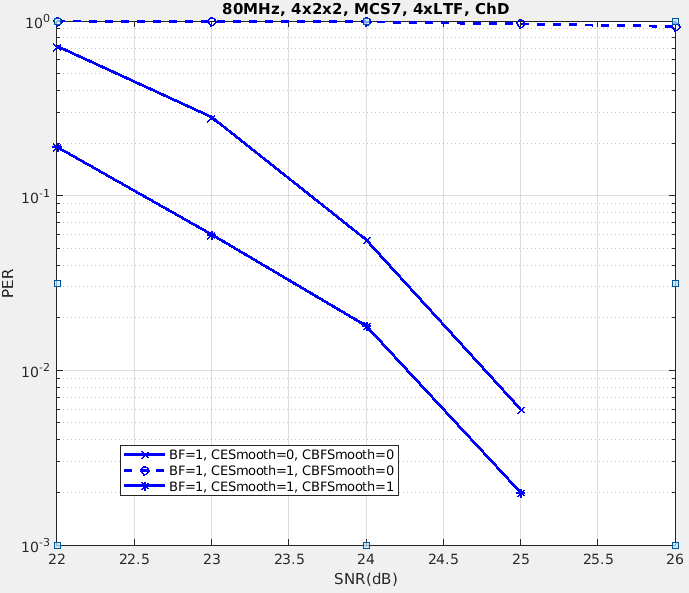 80MHz, 4x2x2, MCS7, 4xLTF, ChD
10^0
10^-1
10^-2
10^-3
PER
BF=1, CESmooth=0, CBFSmooth=0
BF=1, CESmooth=1, CBFSmooth=0
BF=1, CESmooth=1, CBFSmooth=1
22 22.5 23 23.5 24 24.5 25 25.5 26
SNR(dB)